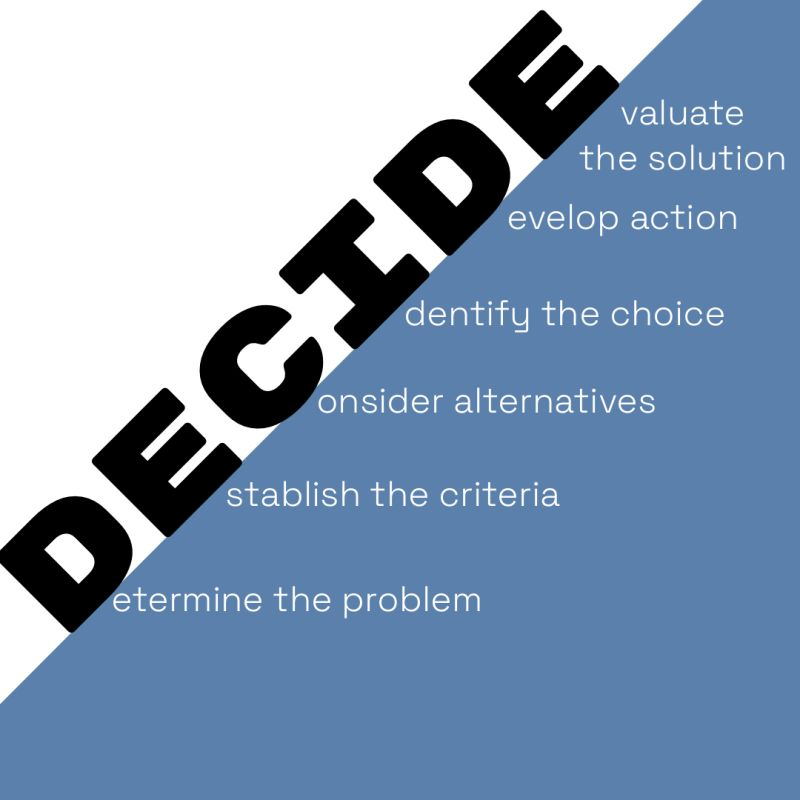 DECIDE
valuate
the solution
evelop action
dentify the choice
onsider alternatives
stablish the criteria
etermine the problem